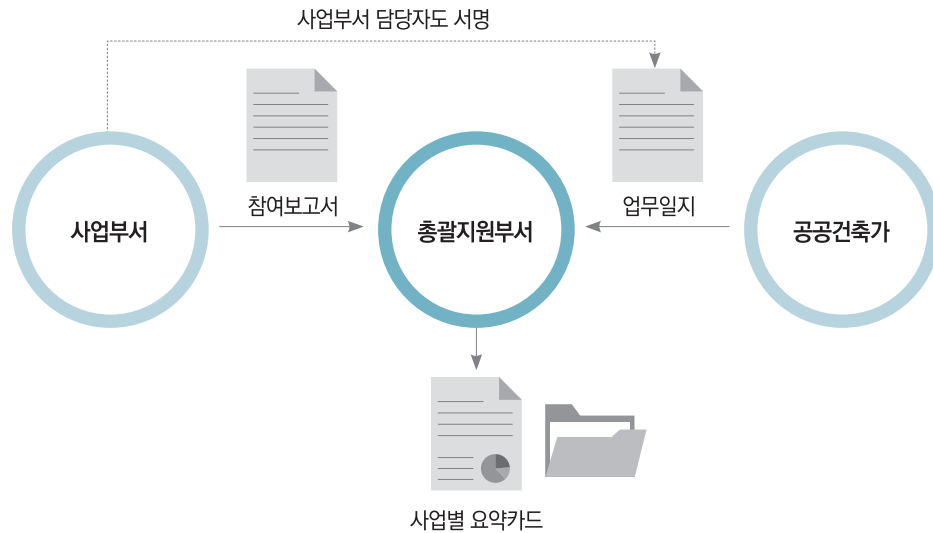 사업부서 담당자도 서명
참여보고서
업무일지
사업부서
총괄지원부서
공공건축가
사업별 요약카드